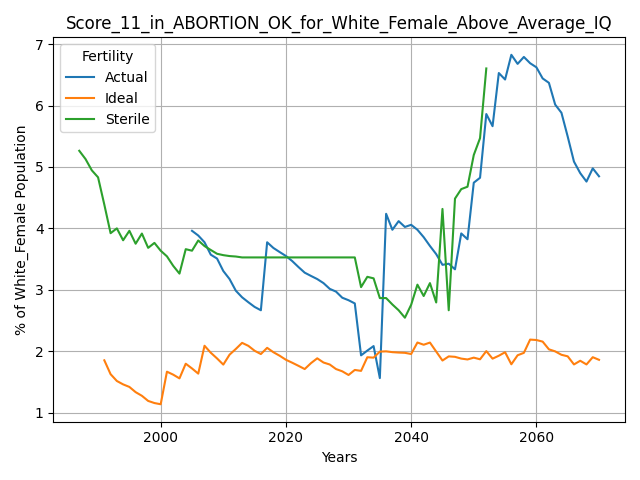 Score_11_in_ABORTION_OK_for_White_Female_Above_Average_IQ
Fertility
Actual
Ideal
Sterile
% of White_Female Population
7
6
5
4
3
2
1
2000
2020
2040
2060
Years